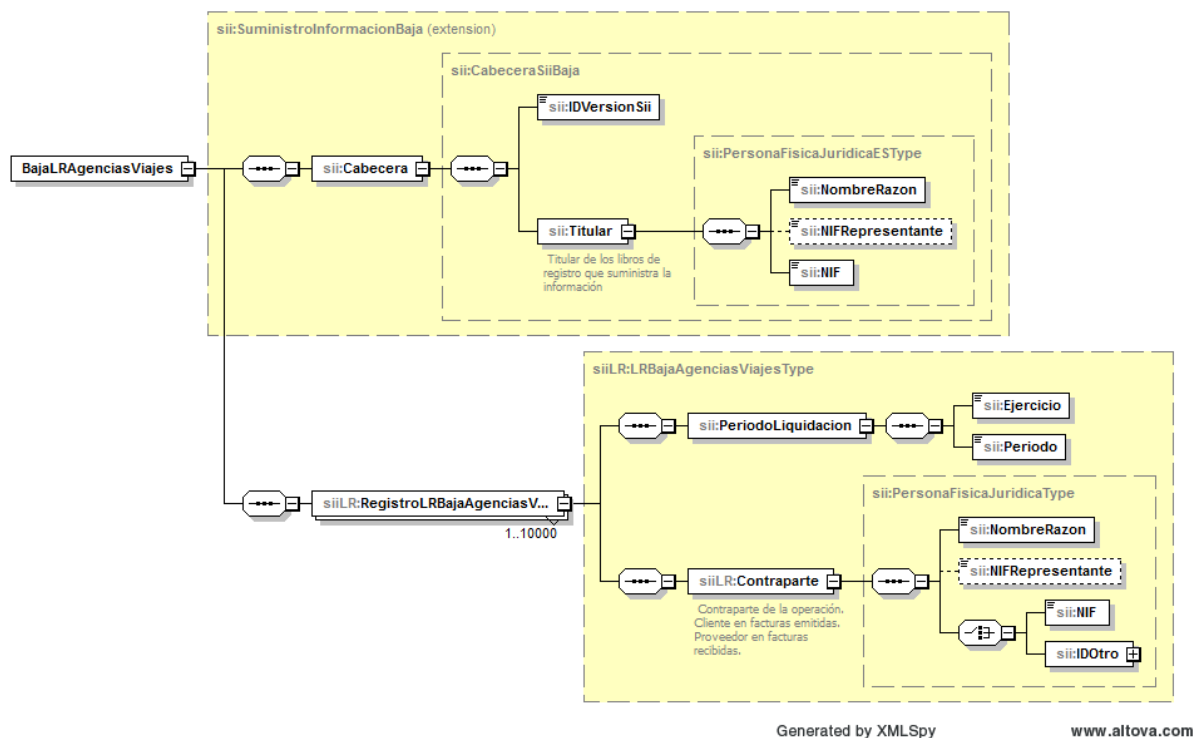 sii:SuministroInformacionBaja (extension)
sii:CabeceraSiiBaja
sii:IDVersionSii
sii:PersonaFisicaJuridicaESType
BajaLRAgenciasViajes
sii:Cabecera
sii:NombreRazon
sii:Titular
sii:NIFRepresentante
Titular de los libros de
registro que suministra la
información
sii:NIF
siiLR:LRBajaAgenciasViajesType
sii:PeriodoLiquidacion
sii:Ejercicio
sii:Periodo
sii:PersonaFisicaJuridicaType
siiLR:RegistroLRBajaAgenciasV...
1..10000
sii:NombreRazon
siiLR:Contraparte
sii:NIFRepresentante
Contraparte de la operación.
Cliente en facturas emitidas.
Proveedor en facturas
recibidas.
sii:NIF
sii:IDOtro
Generated by XMLSpy
www.altova.com